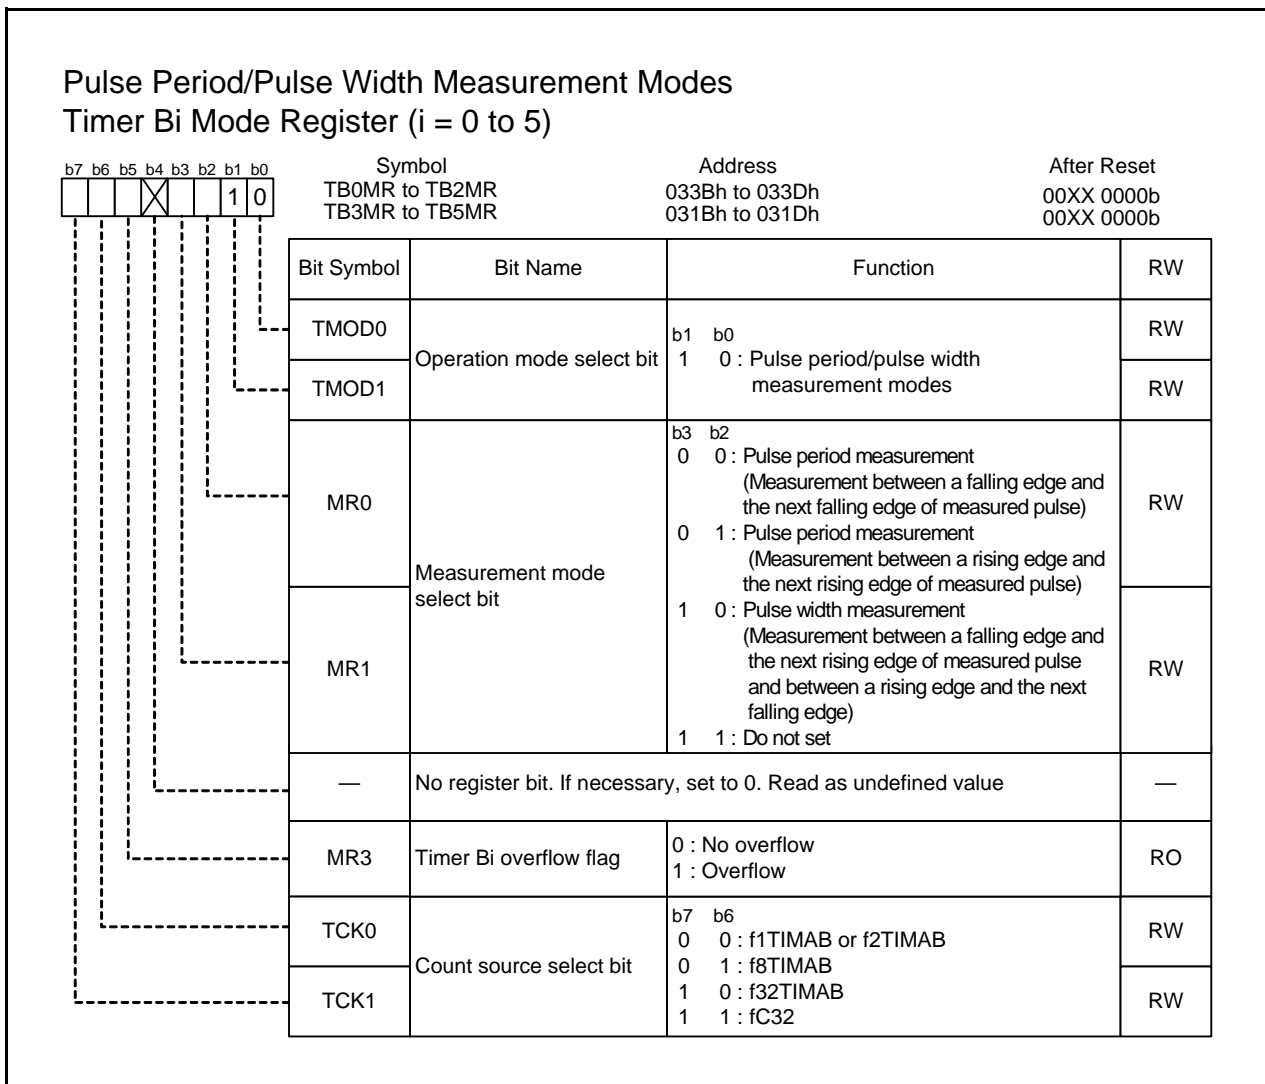 Pulse Period/Pulse Width Measurement Modes
Timer Bi Mode Register (i = 0 to 5)
b7 b6 b5 b4 b3 b2 b1 b0
1 0
Symbol Address After Reset
TB0MR to TB2MR 033Bh to 033Dh 00XX 0000b
TB3MR to TB5MR 031Bh to 031Dh 00XX 0000b
Bit Symbol Bit Name Function RW
TMOD0 RW
Operation mode select bit
b1 b0
1 0 : Pulse period/pulse width
measurement modes
TMOD1 RW
MR0 RW
Measurement mode
select bit
b3 b2
0 0 : Pulse period measurement
(Measurement between a falling edge and
the next falling edge of measured pulse)
0 1 : Pulse period measurement
(Measurement between a rising edge and
the next rising edge of measured pulse)
1 0 : Pulse width measurement
(Measurement between a falling edge and
the next rising edge of measured pulse
and between a rising edge and the next
falling edge)
1 1 : Do not set
MR1 RW
— No register bit. If necessary, set to 0. Read as undefined value —
MR3 Timer Bi overflow flag
0 : No overflow
1 : Overflow
RO
TCK0 RW
Count source select bit
b7 b6
0 0 : f1TIMAB or f2TIMAB
0 1 : f8TIMAB
1 0 : f32TIMAB
1 1 : fC32
TCK1 RW